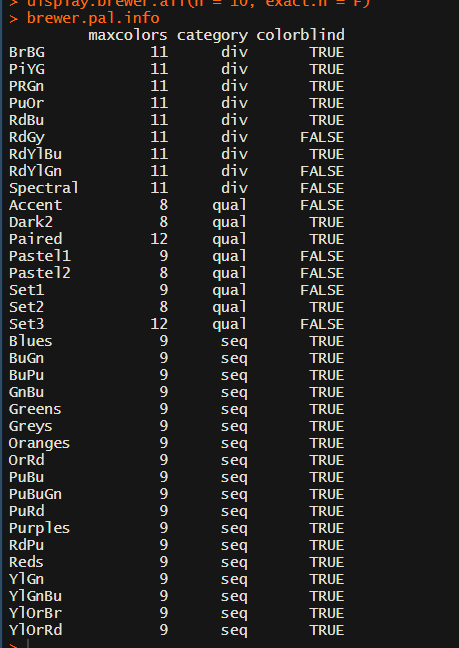 > display.brewer.all(n = 10, exact.n = F)
> brewer.pal.info
maxcolors category colorblind
BrBG 11 div TRUE
PiYG 11 div TRUE
PRGn 11 div TRUE
PuOr 11 div TRUE
RdBu 11 div TRUE
RdGy 11 div FALSE
RdYlBu 11 div TRUE
RdYlGn 11 div FALSE
Spectral 11 div FALSE
Accent 8 qual FALSE
Dark2 8 qual TRUE
Paired 12 qual TRUE
Pastel1 9 qual FALSE
Pastel2 8 qual FALSE
Set1 9 qual FALSE
Set2 8 qual TRUE
Set3 12 qual FALSE
Blues 9 seq TRUE
BuGn 9 seq TRUE
BuPu 9 seq TRUE
GnBu 9 seq TRUE
Greens 9 seq TRUE
Greys 9 seq TRUE
Oranges 9 seq TRUE
OrRd 9 seq TRUE
PuBu 9 seq TRUE
PuBuGn 9 seq TRUE
PuRd 9 seq TRUE
Purples 9 seq TRUE
RdPu 9 seq TRUE
Reds 9 seq TRUE
YlGn 9 seq TRUE
YlGnBu 9 seq TRUE
YlOrBr 9 seq TRUE
YlOrRd 9 seq TRUE
>